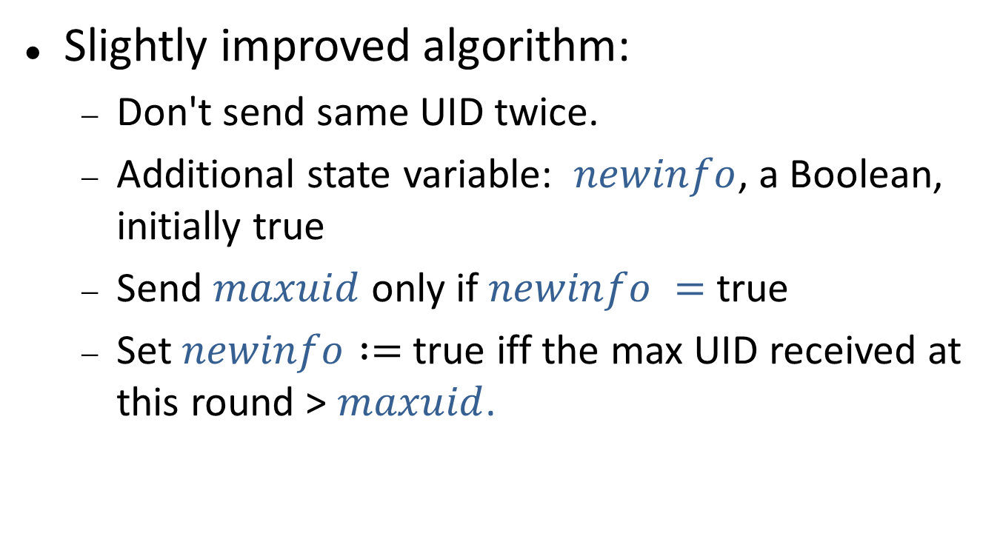 • Slightly improved algorithm:
– Don't send same UID twice.
– Additional state variable: newinfo, a Boolean,
initially true
– Send maxuid only if newinfo = true
– Set newinfo := true iff the max UID received at
this round > maxuid.